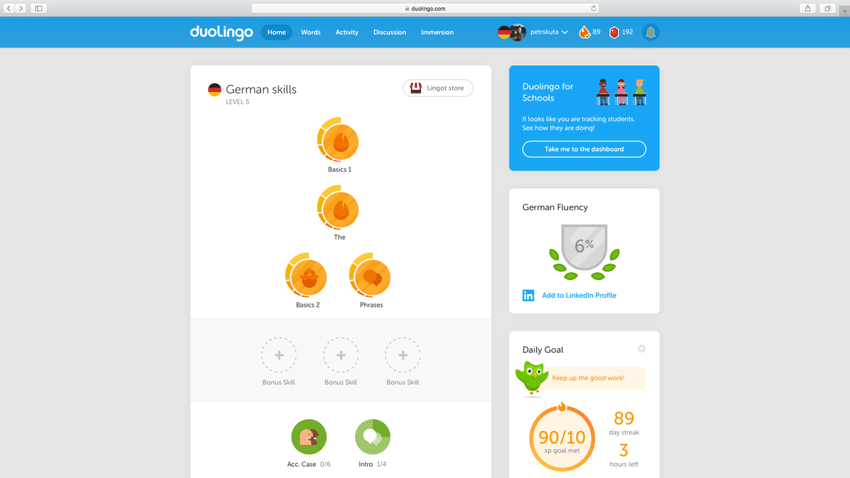 duolingo.com
duolingo
Home
Words
Activity
Discussion
Immersion
petrskuta
89
192
German skills
LEVEL 5
Lingot store
Basics 1
The
Basics 2
Phrases
Bonus Skill
Bonus Skill
Bonus Skill
Acc. Case 0/6
Intro 1/4
Duolingo for
Schools
It looks like you are tracking students.
See how they are doing!
Take me to the dashboard
German Fluency
6%
in
Add to LinkedIn Profile
Daily Goal
Keep up the good work!
90/10
xp goal met
89
day streak
3
hours left